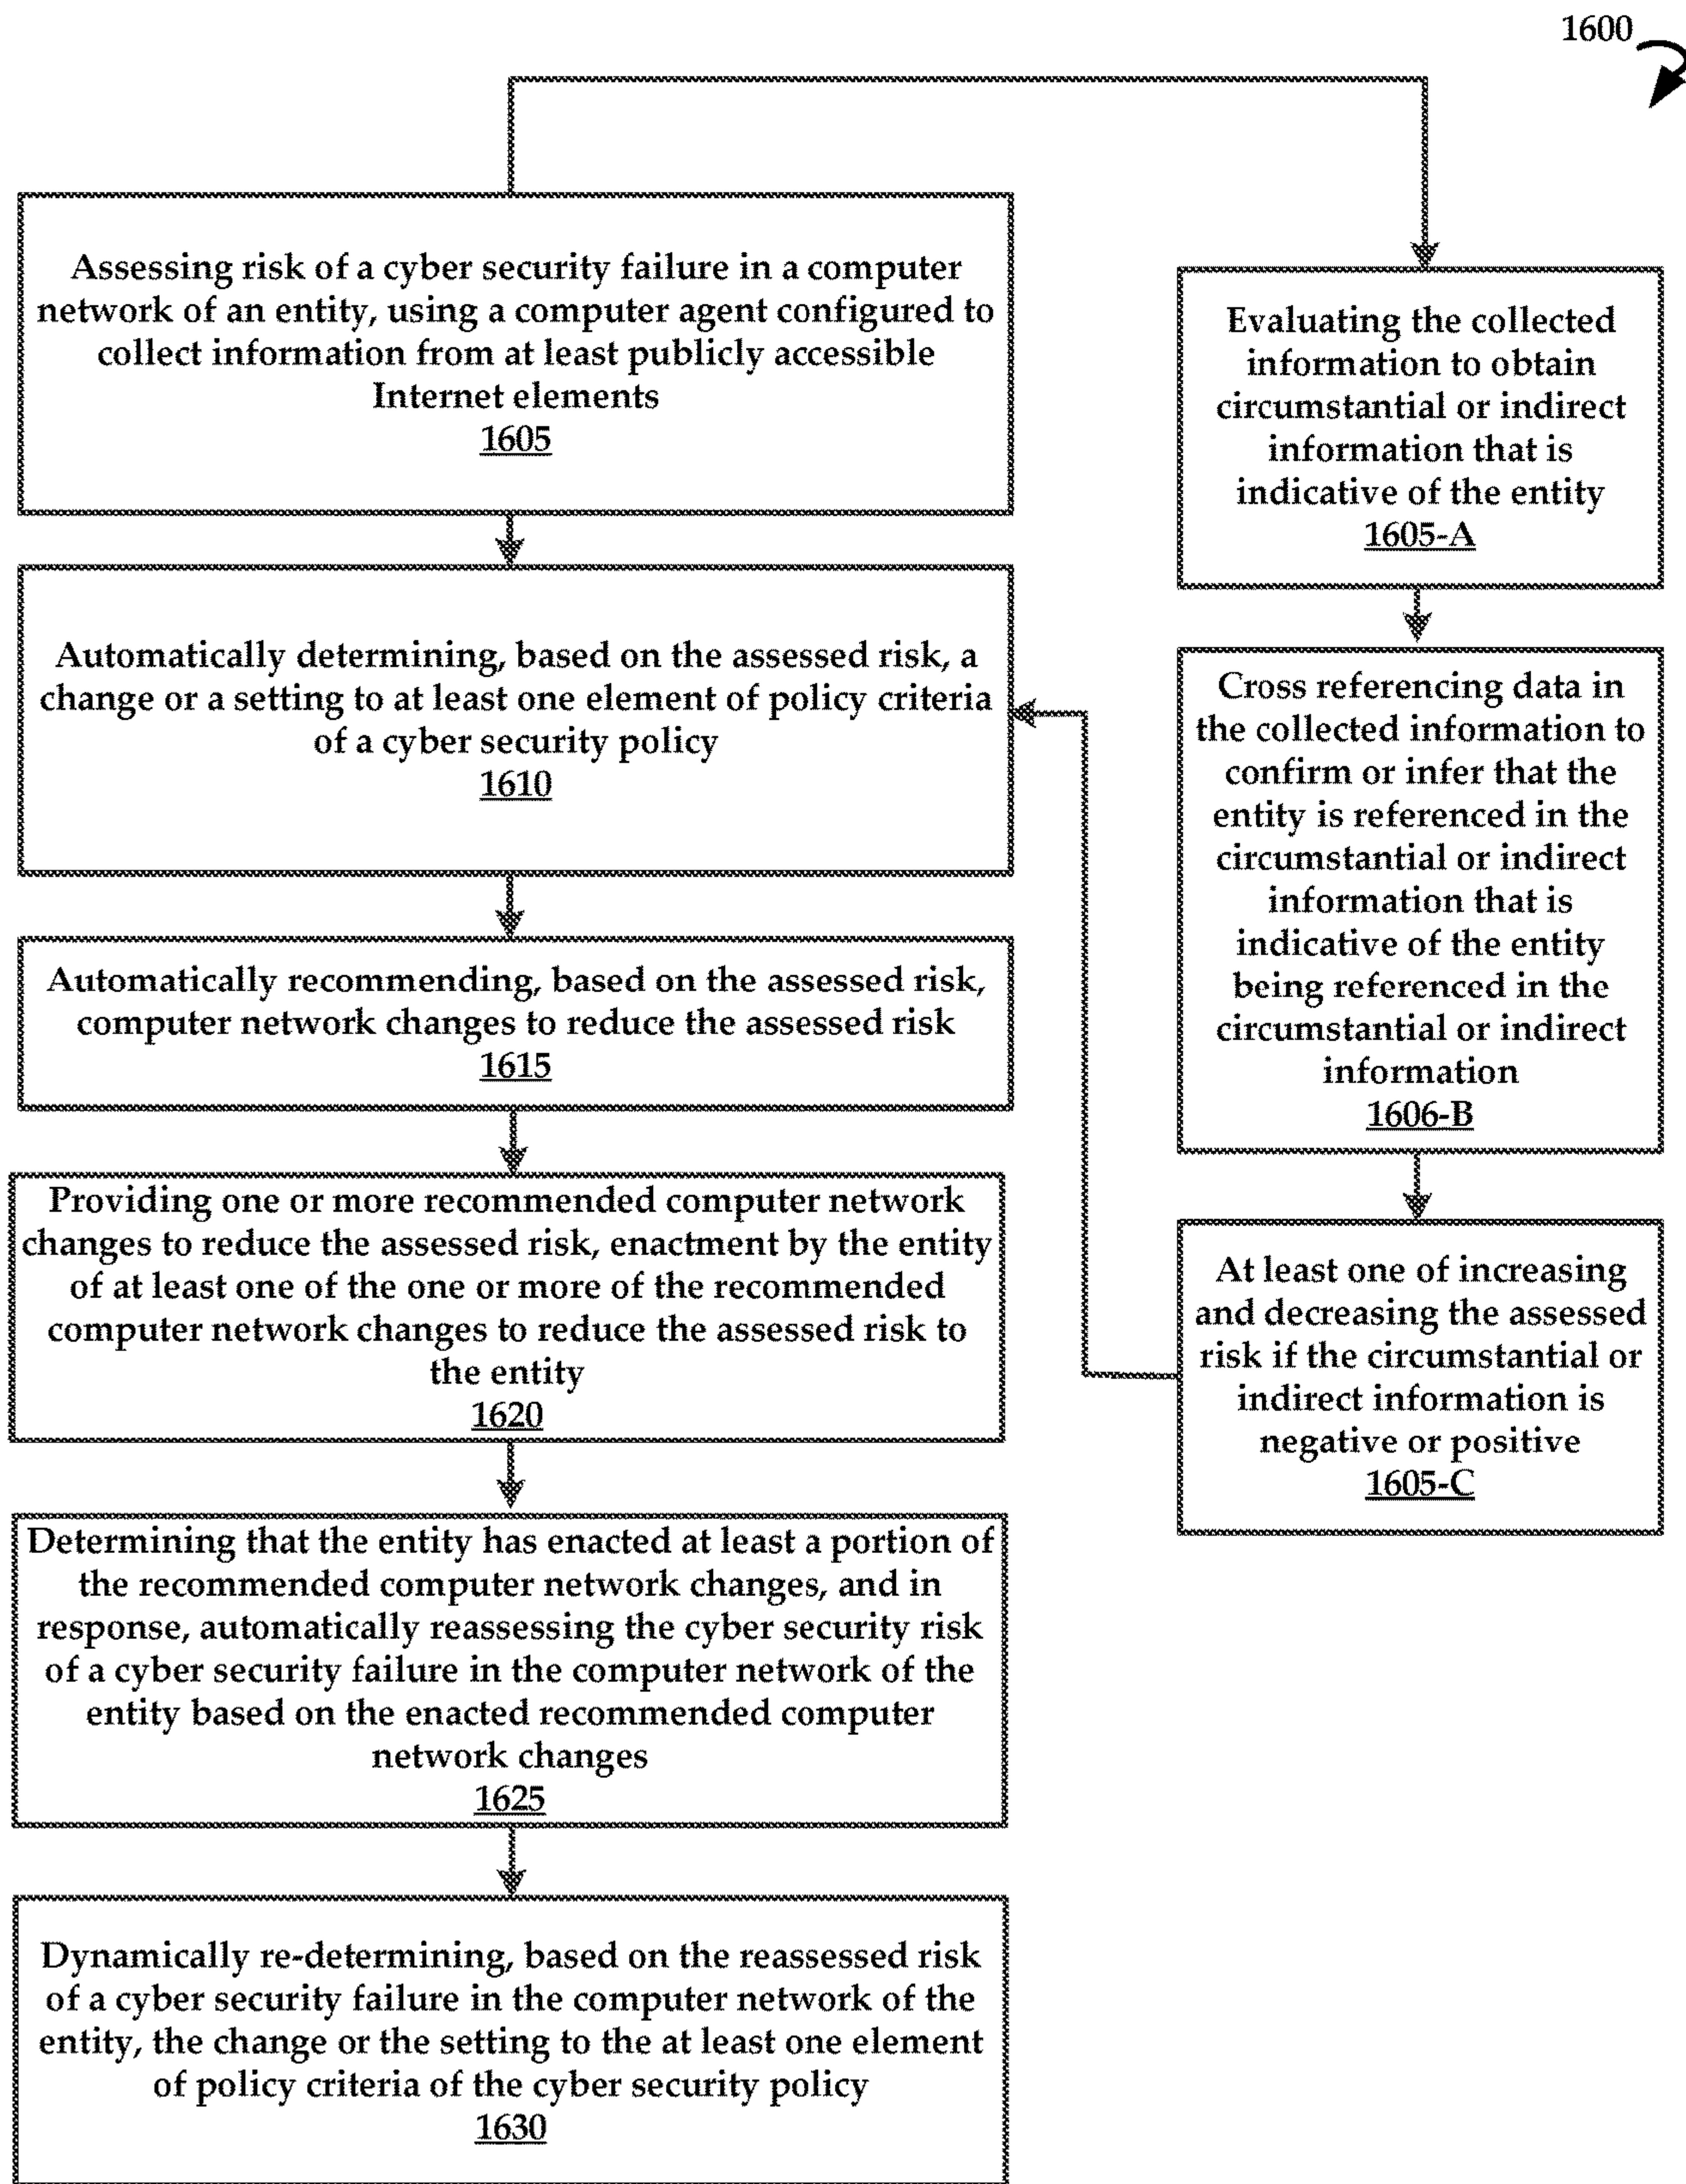 1600
Assessing risk of a cyber security failure in a computer
network of an entity, using a computer agent configured to
collect information from at least publicly accessible
Internet elements
1605
Automatically determining, based on the assessed risk, a
change or a setting to at least one element of policy criteria
of a cyber security policy
1610
Automatically recommending, based on the assessed risk,
computer network changes to reduce the assessed risk
1615
Providing one or more recommended computer network
changes to reduce the assessed risk, enactment by the entity
of at least one of the one or more of the recommended
computer network changes to reduce the assessed risk to
the entity
1620
Determining that the entity has enacted at least a portion of
the recommended computer network changes, and in
response, automatically reassessing the cyber security risk
of a cyber security failure in the computer network of the
entity based on the enacted recommended computer
network changes
1625
Dynamically re-determining, based on the reassessed risk
of a cyber security failure in the computer network of the
entity, the change or the setting to the at least one element
of policy criteria of the cyber security policy
1630
Evaluating the collected
information to obtain
circumstantial or indirect
information that is
indicative of the entity
1605-A
Cross referencing data in
the collected information to
confirm or infer that the
entity is referenced in the
circumstantial or indirect
information that is
indicative of the entity
being referenced in the
circumstantial or indirect
information
1606-B
At least one of increasing
and decreasing the assessed
risk if the circumstantial or
indirect information is
negative or positive
1605-C